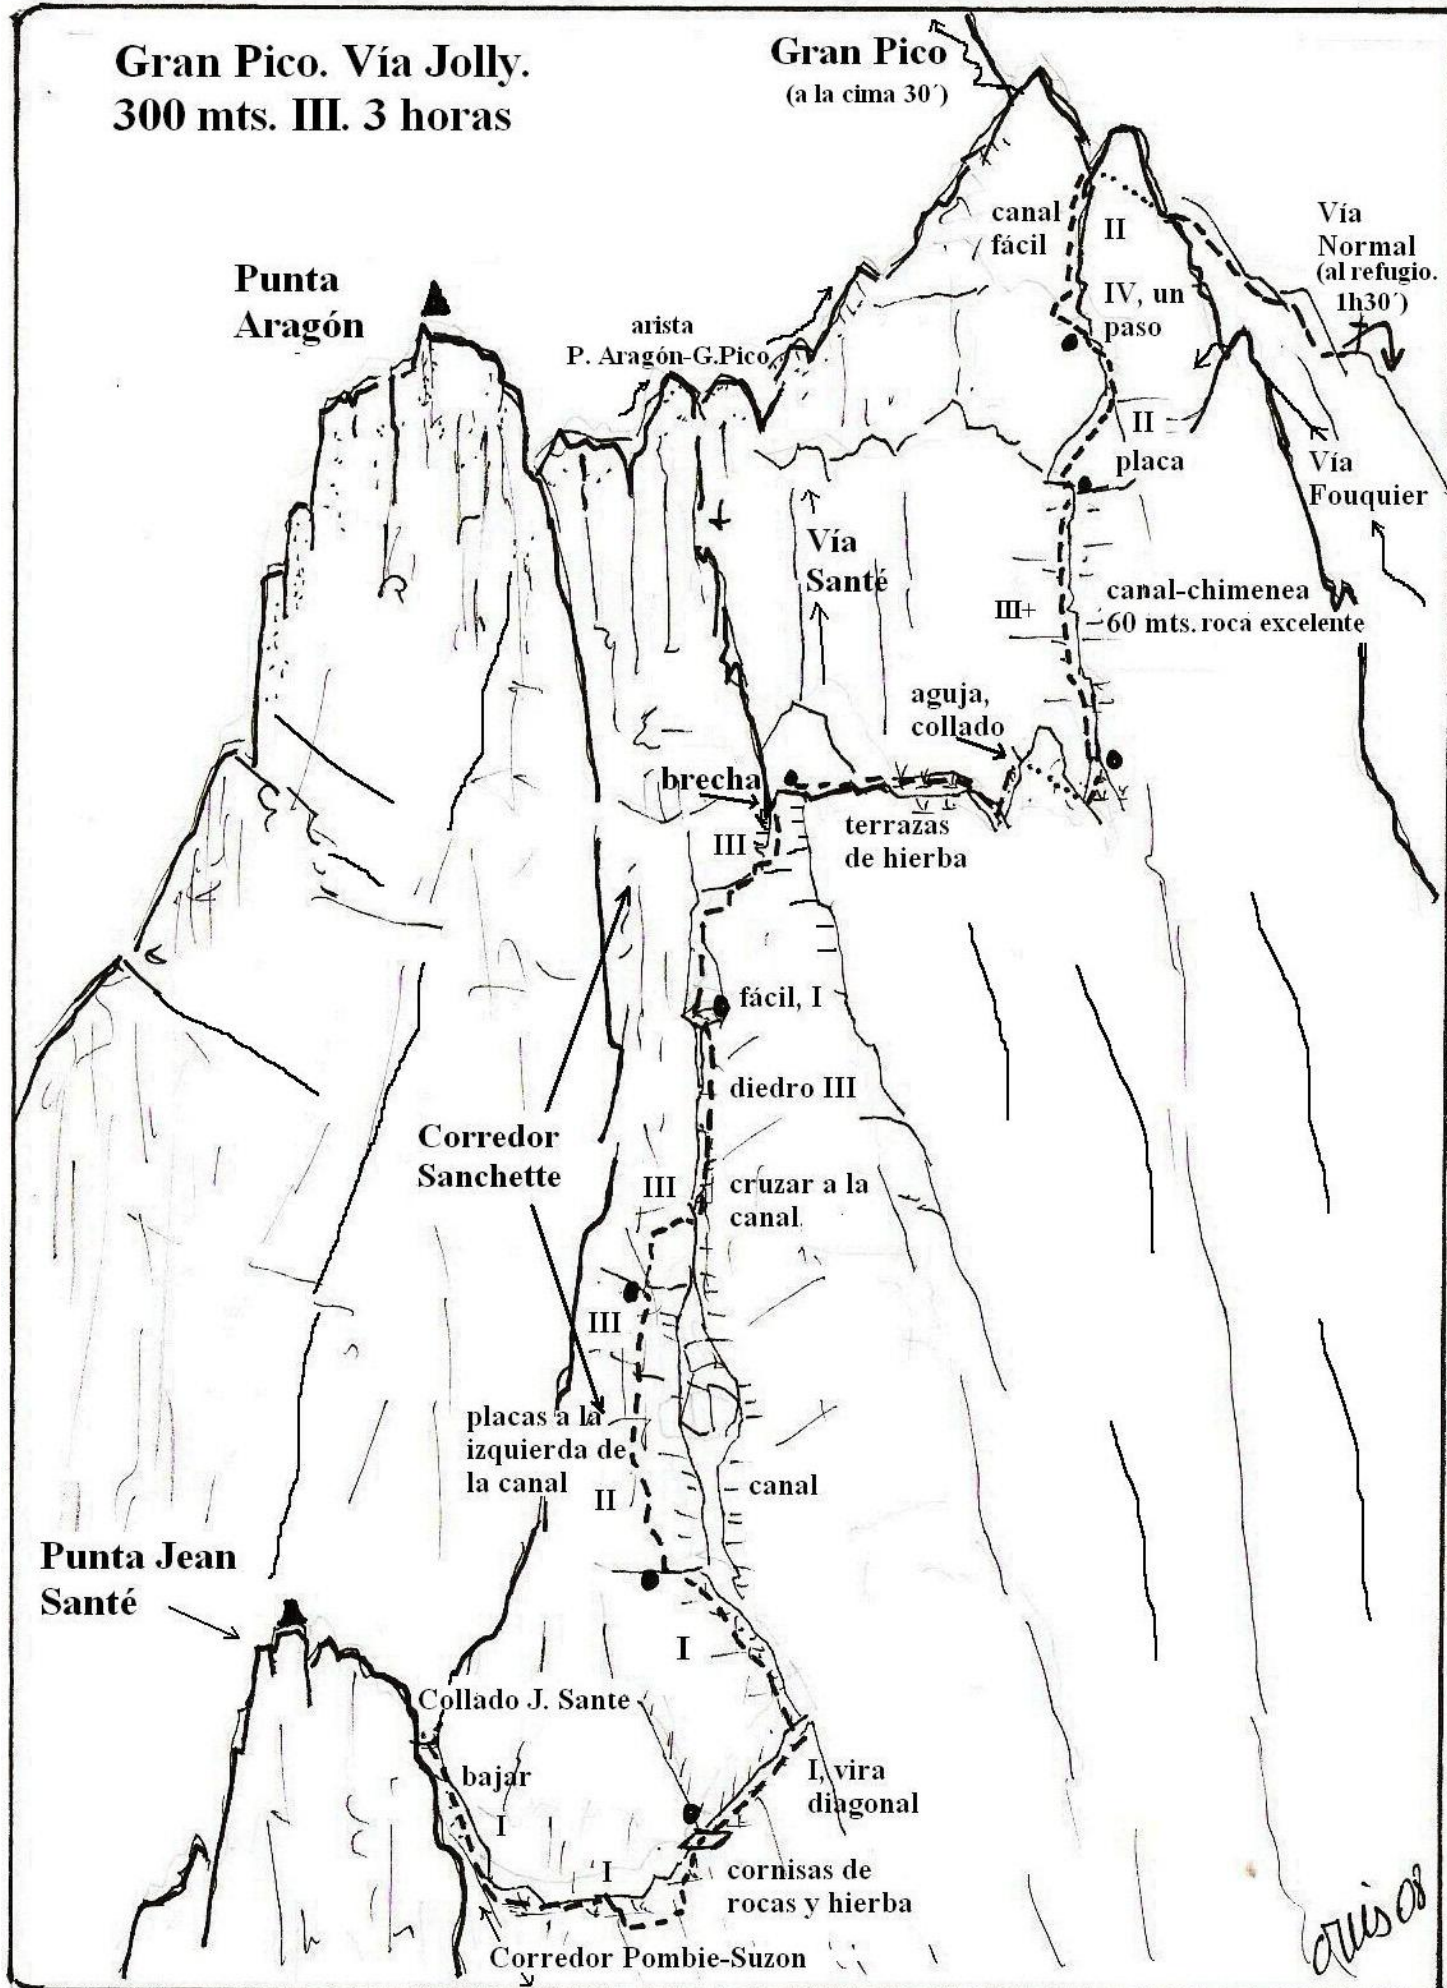 Gran Pico. Vía Jolly.
300 mts. III. 3 horas
Gran Pico
(a la cima 30´)
canal
fácil
II
Vía
Normal
(al refugio.
1h30´)
IV, un
paso
Punta
Aragón
arista
P. Aragón-G.Pico
II
placa
Vía
Fouquier
Vía
Santé
III+
canal-chimenea
60 mts. roca excelente
aguja,
collado
brecha
III
terrazas
de hierba
fácil, I
diedro III
Corredor
Sanchette
III
cruzar a la
canal
III
placas a la
izquierda de
la canal
II
canal
Punta Jean
Santé
I
Collado J. Sante
bajar
I
I, vira
diagonal
I
cornisas de
rocas y hierba
Corredor Pombie-Suzon